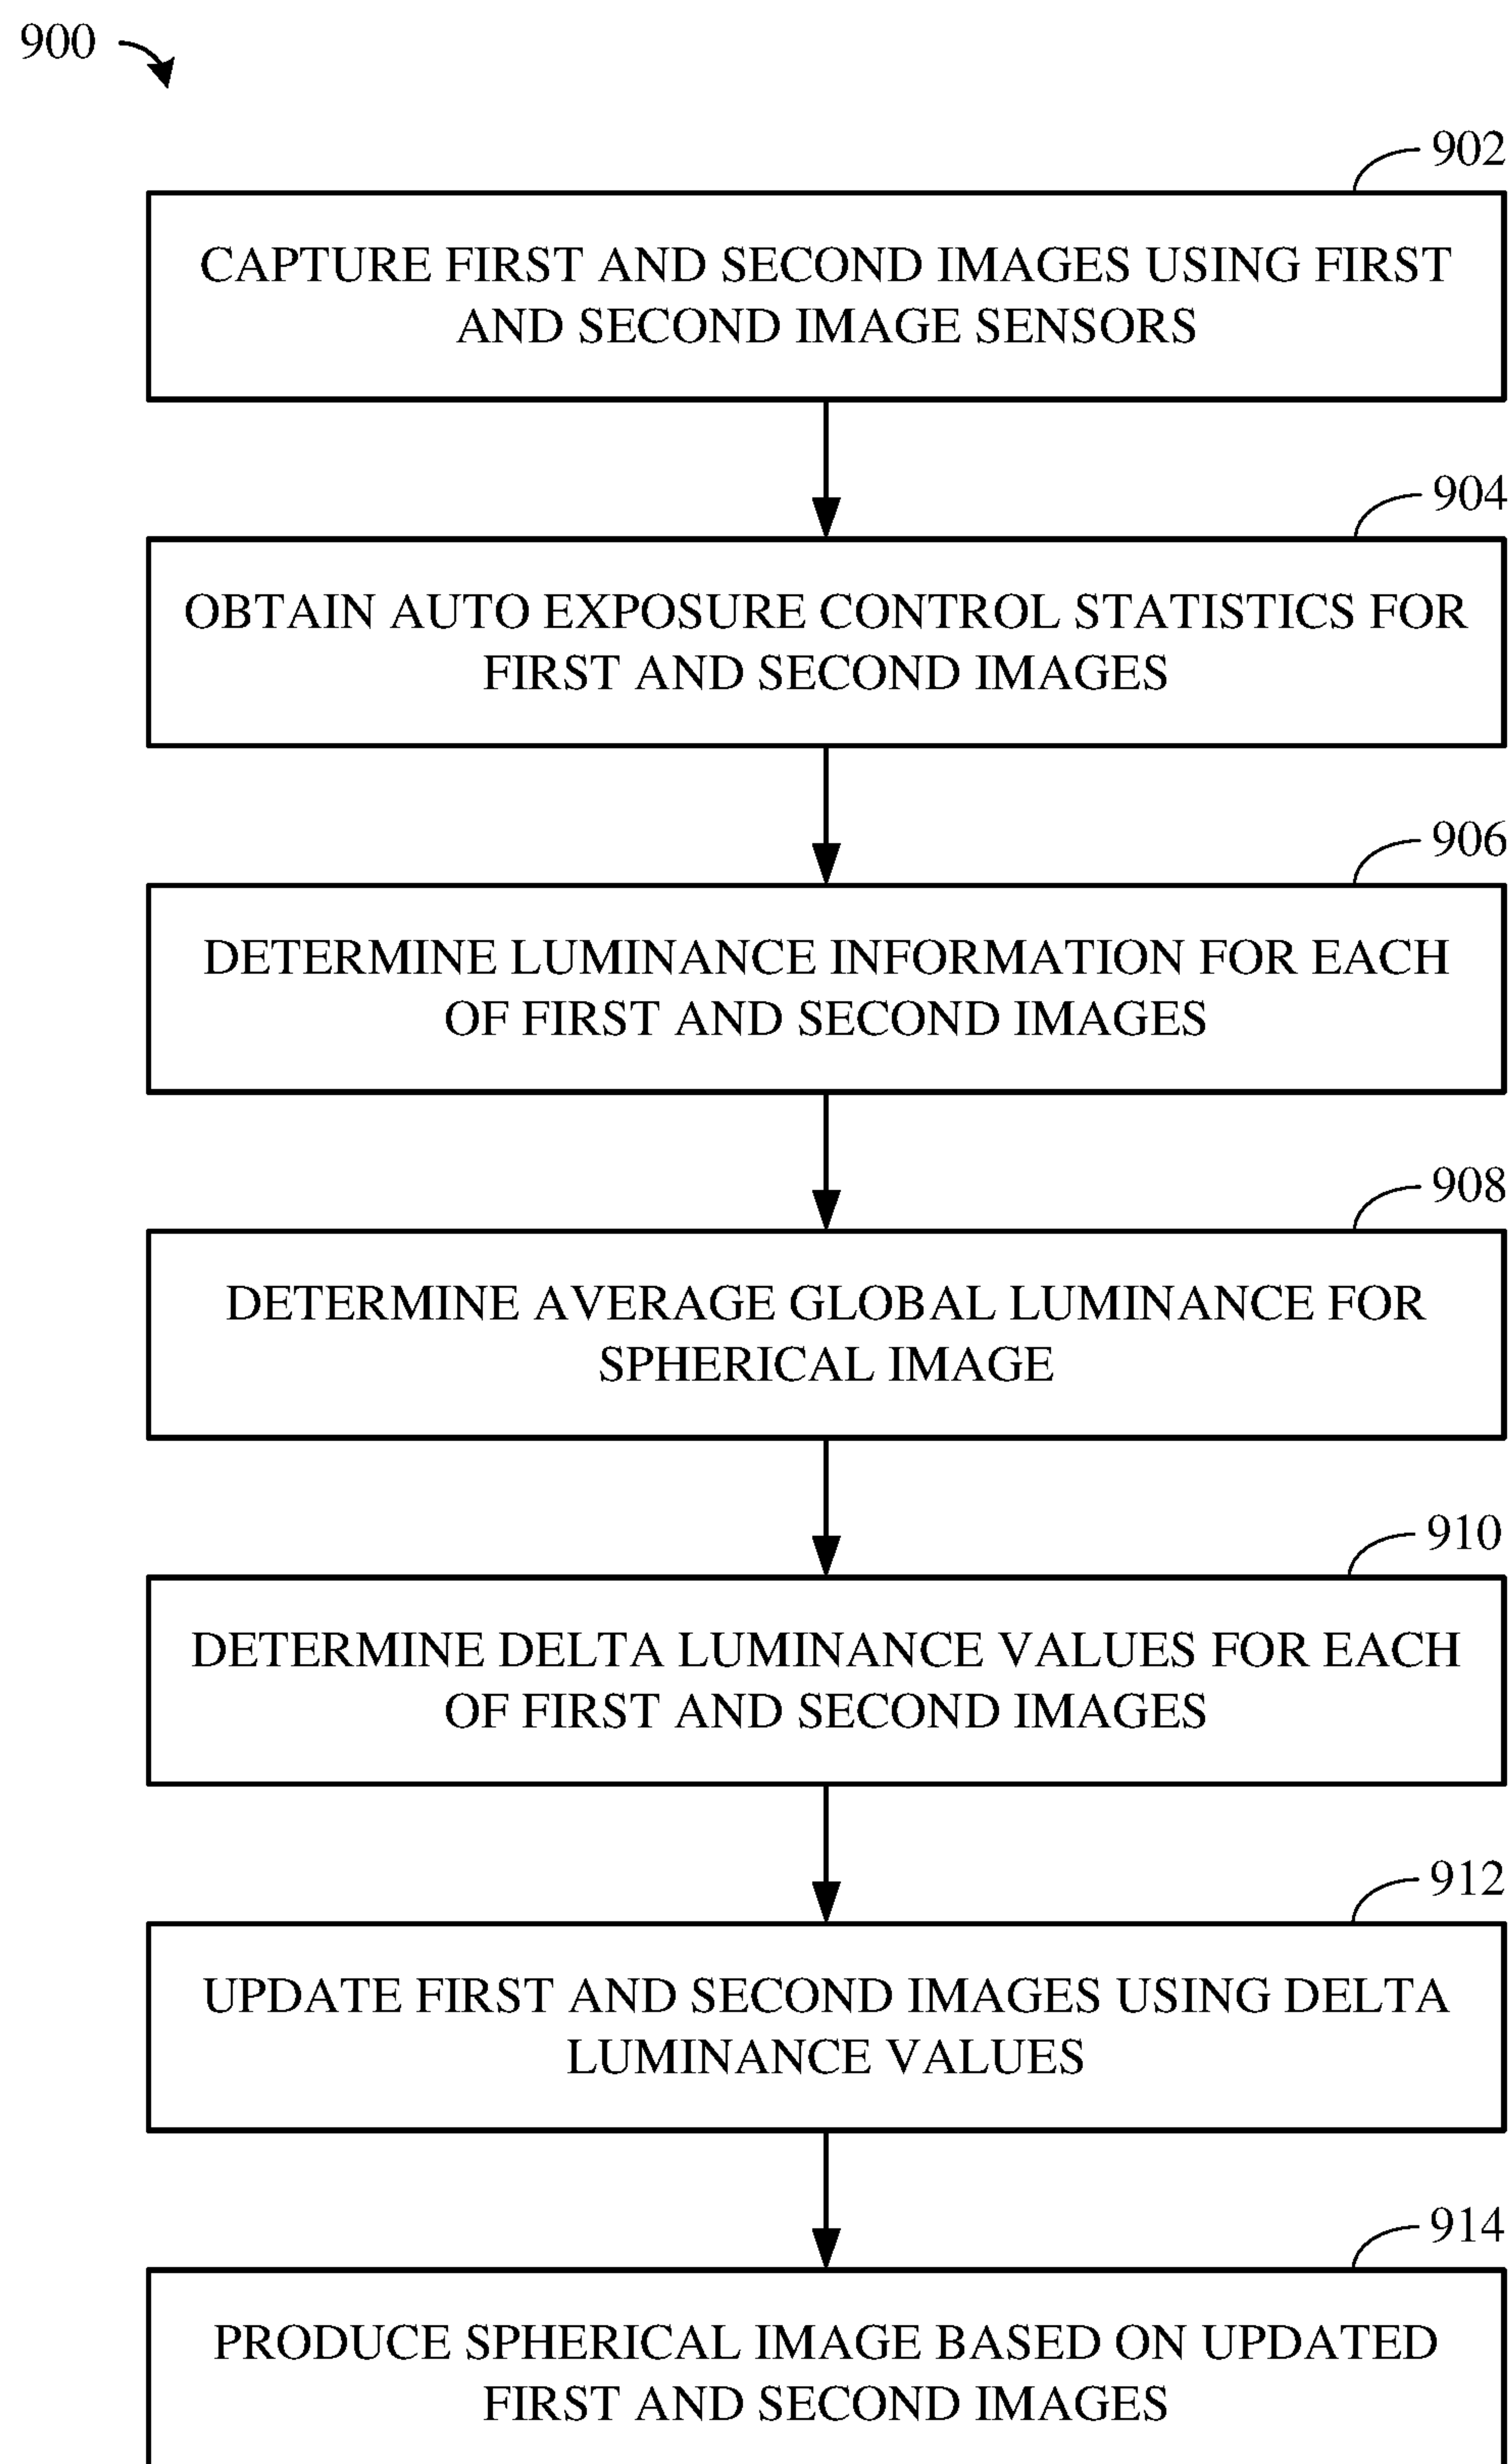 900
902
CAPTURE FIRST AND SECOND IMAGES USING FIRST
AND SECOND IMAGE SENSORS
904
OBTAIN AUTO EXPOSURE CONTROL STATISTICS FOR
FIRST AND SECOND IMAGES
906
DETERMINE LUMINANCE INFORMATION FOR EACH
OF FIRST AND SECOND IMAGES
908
DETERMINE AVERAGE GLOBAL LUMINANCE FOR
SPHERICAL IMAGE
910
DETERMINE DELTA LUMINANCE VALUES FOR EACH
OF FIRST AND SECOND IMAGES
912
UPDATE FIRST AND SECOND IMAGES USING DELTA
LUMINANCE VALUES
914
PRODUCE SPHERICAL IMAGE BASED ON UPDATED
FIRST AND SECOND IMAGES